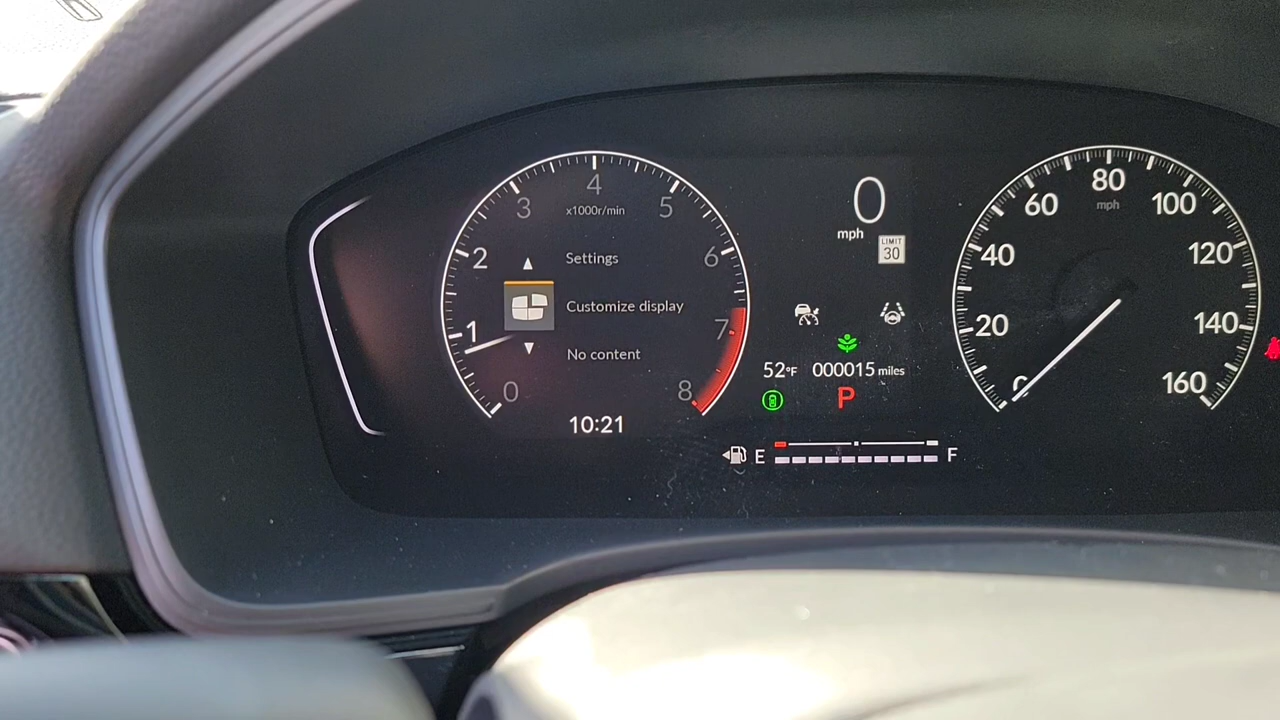 4
3
5
x1000r/min
2
6
Settings
Customize display
1
7
No content
0
8
10:21
0
mph
LIMIT
30
52°F
000015 miles
P
E
F
80
mph
60
100
40
120
20
140
0
160